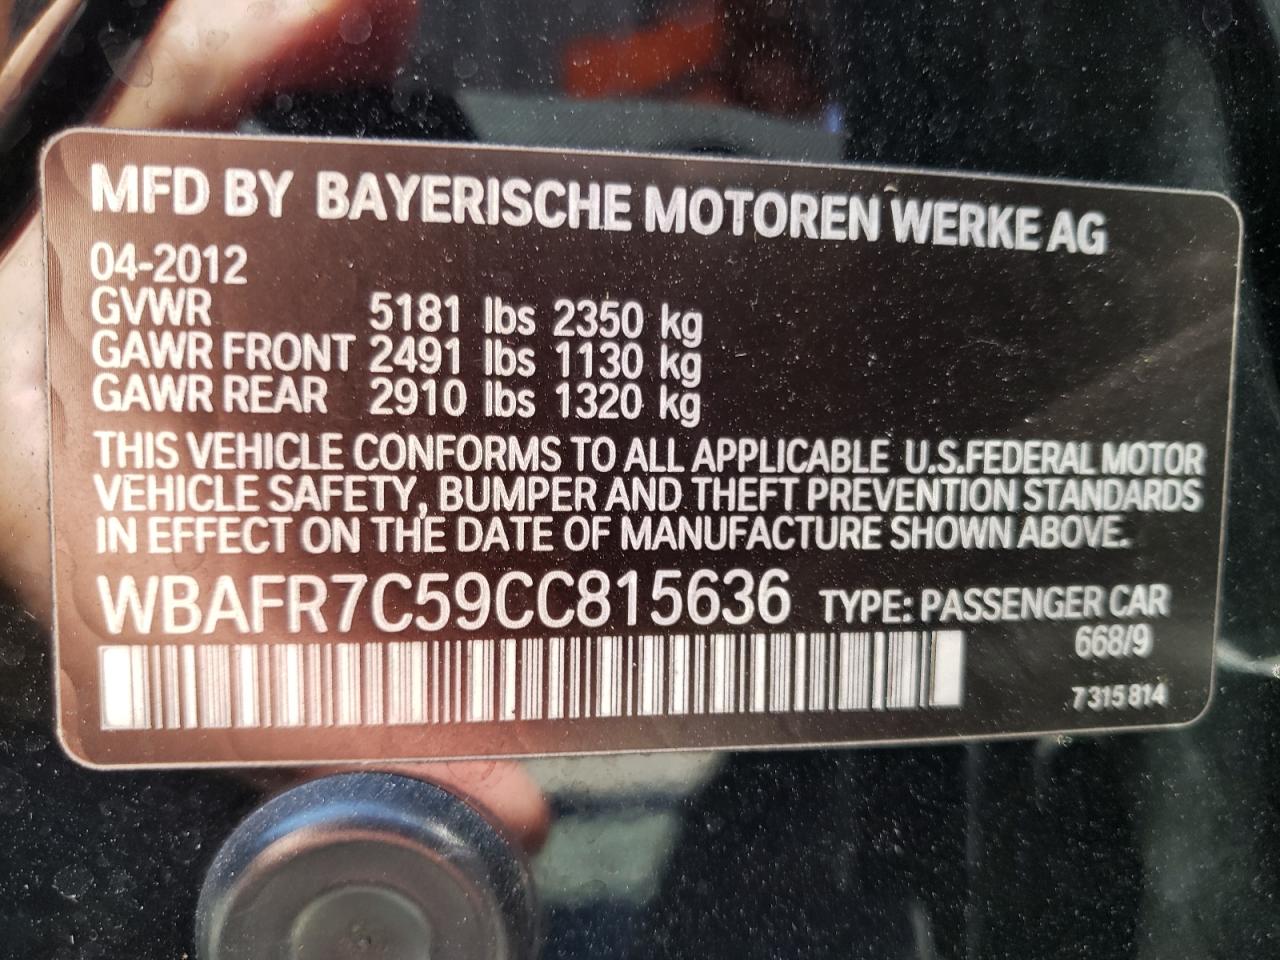 MFD BY BAYERISCHE MOTOREN WERKE AG
04-2012
GVWR 5181 lbs 2350 kg
GAWR FRONT 2491 lbs 1130 kg
GAWR REAR 2910 lbs 1320 kg
THIS VEHICLE CONFORMS TO ALL APPLICABLE U.S.FEDERAL MOTOR
VEHICLE SAFETY, BUMPER AND THEFT PREVENTION STANDARDS
IN EFFECT ON THE DATE OF MANUFACTURE SHOWN ABOVE.
WBAFR7C59CC815636 TYPE: PASSENGER CAR
668/9
7 315 814